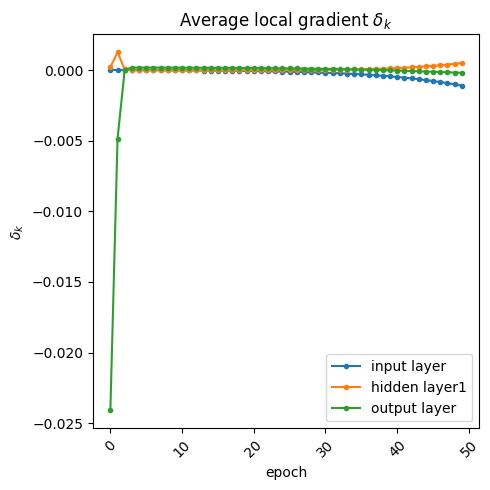 Average local gradient δₖ
0.000
−0.005
−0.010
−0.015
−0.020
−0.025
δₖ
0
10
20
30
40
50
epoch
input layer
hidden layer1
output layer